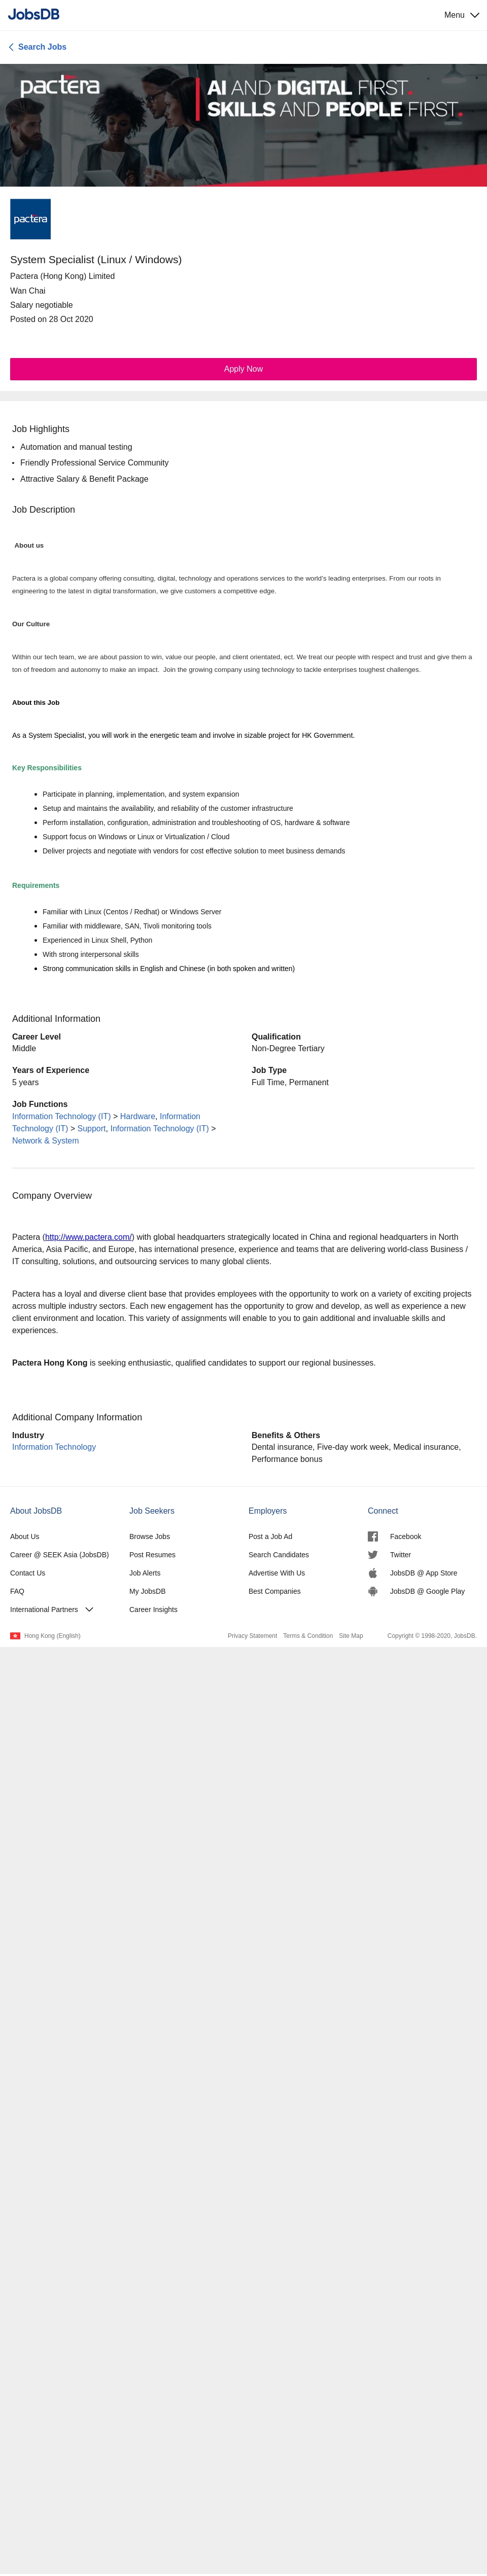 JobsDB
Menu
Search Jobs
pactera
AI AND DIGITAL FIRST.
SKILLS AND PEOPLE FIRST.
pactera
System Specialist (Linux / Windows)
Pactera (Hong Kong) Limited
Wan Chai
Salary negotiable
Posted on 28 Oct 2020
Apply Now
Job Highlights
• Automation and manual testing
• Friendly Professional Service Community
• Attractive Salary & Benefit Package
Job Description
About us
Pactera is a global company offering consulting, digital, technology and operations services to the world's leading enterprises. From our roots in
engineering to the latest in digital transformation, we give customers a competitive edge.
Our Culture
Within our tech team, we are about passion to win, value our people, and client orientated, ect. We treat our people with respect and trust and give them a
ton of freedom and autonomy to make an impact.  Join the growing company using technology to tackle enterprises toughest challenges.
About this Job
As a System Specialist, you will work in the energetic team and involve in sizable project for HK Government.
Key Responsibilities
• Participate in planning, implementation, and system expansion
• Setup and maintains the availability, and reliability of the customer infrastructure
• Perform installation, configuration, administration and troubleshooting of OS, hardware & software
• Support focus on Windows or Linux or Virtualization / Cloud
• Deliver projects and negotiate with vendors for cost effective solution to meet business demands
Requirements
• Familiar with Linux (Centos / Redhat) or Windows Server
• Familiar with middleware, SAN, Tivoli monitoring tools
• Experienced in Linux Shell, Python
• With strong interpersonal skills
• Strong communication skills in English and Chinese (in both spoken and written)
Additional Information
Career Level
Middle
Qualification
Non-Degree Tertiary
Years of Experience
5 years
Job Type
Full Time, Permanent
Job Functions
Information Technology (IT) > Hardware, Information
Technology (IT) > Support, Information Technology (IT) >
Network & System
Company Overview
Pactera (http://www.pactera.com/) with global headquarters strategically located in China and regional headquarters in North
America, Asia Pacific, and Europe, has international presence, experience and teams that are delivering world-class Business /
IT consulting, solutions, and outsourcing services to many global clients.
Pactera has a loyal and diverse client base that provides employees with the opportunity to work on a variety of exciting projects
across multiple industry sectors. Each new engagement has the opportunity to grow and develop, as well as experience a new
client environment and location. This variety of assignments will enable to you to gain additional and invaluable skills and
experiences.
Pactera Hong Kong is seeking enthusiastic, qualified candidates to support our regional businesses.
Additional Company Information
Industry
Information Technology
Benefits & Others
Dental insurance, Five-day work week, Medical insurance,
Performance bonus
About JobsDB
About Us
Career @ SEEK Asia (JobsDB)
Contact Us
FAQ
International Partners
Job Seekers
Browse Jobs
Post Resumes
Job Alerts
My JobsDB
Career Insights
Employers
Post a Job Ad
Search Candidates
Advertise With Us
Best Companies
Connect
Facebook
Twitter
JobsDB @ App Store
JobsDB @ Google Play
Hong Kong (English)
Privacy Statement Terms & Condition Site Map
Copyright © 1998-2020, JobsDB.